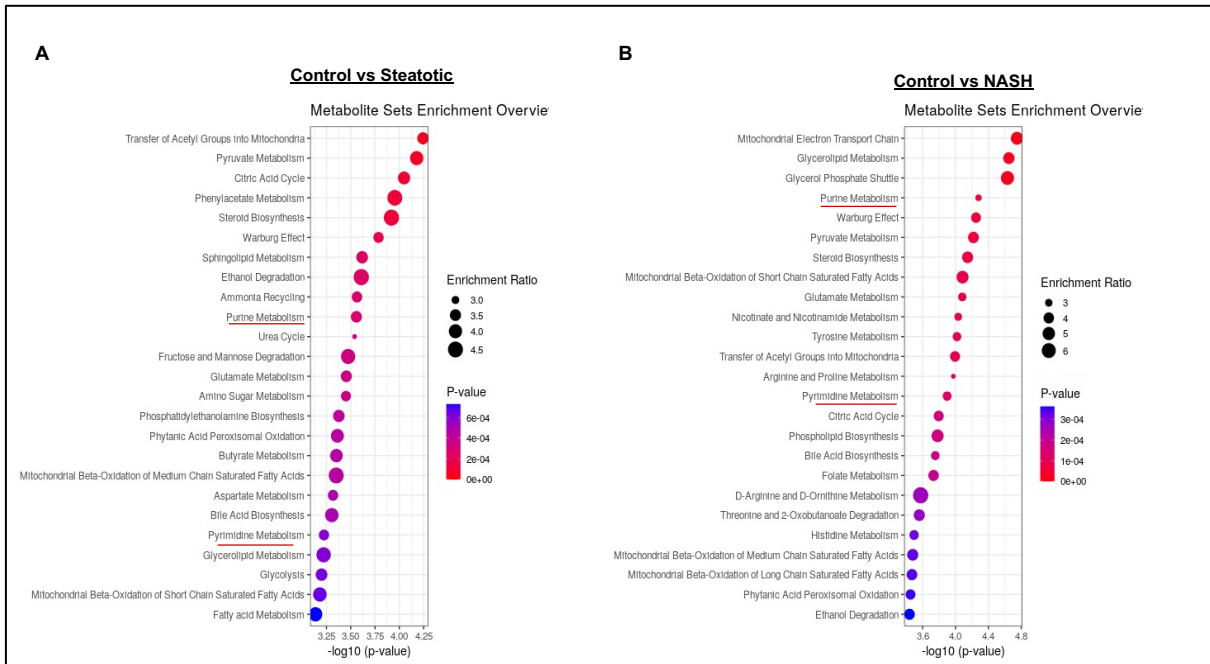 A
Control vs Steatotic
Metabolite Sets Enrichment Overvie
Transfer of Acetyl Groups into Mitochondria
Pyruvate Metabolism
Citric Acid Cycle
Phenylacetate Metabolism
Steroid Biosynthesis
Warburg Effect
Sphingolipid Metabolism
Ethanol Degradation
Ammonia Recycling
Purine Metabolism
Urea Cycle
Fructose and Mannose Degradation
Glutamate Metabolism
Amino Sugar Metabolism
Phosphatidylethanolamine Biosynthesis
Phytanic Acid Peroxisomal Oxidation
Butyrate Metabolism
Mitochondrial Beta-Oxidation of Medium Chain Saturated Fatty Acids
Aspartate Metabolism
Bile Acid Biosynthesis
Pyrimidine Metabolism
Glycerolipid Metabolism
Glycolysis
Mitochondrial Beta-Oxidation of Short Chain Saturated Fatty Acids
Fatty acid Metabolism
3.25 3.50 3.75 4.00 4.25
-log10 (p-value)
Enrichment Ratio
3.0
3.5
4.0
4.5
P-value
6e-04
4e-04
2e-04
0e+00
B
Control vs NASH
Metabolite Sets Enrichment Overvie
Mitochondrial Electron Transport Chain
Glycerolipid Metabolism
Glycerol Phosphate Shuttle
Purine Metabolism
Warburg Effect
Pyruvate Metabolism
Steroid Biosynthesis
Mitochondrial Beta-Oxidation of Short Chain Saturated Fatty Acids
Glutamate Metabolism
Nicotinate and Nicotinamide Metabolism
Tyrosine Metabolism
Transfer of Acetyl Groups into Mitochondria
Arginine and Proline Metabolism
Pyrimidine Metabolism
Citric Acid Cycle
Phospholipid Biosynthesis
Bile Acid Biosynthesis
Folate Metabolism
D-Arginine and D-Ornithine Metabolism
Threonine and 2-Oxobutanoate Degradation
Histidine Metabolism
Mitochondrial Beta-Oxidation of Medium Chain Saturated Fatty Acids
Mitochondrial Beta-Oxidation of Long Chain Saturated Fatty Acids
Phytanic Acid Peroxisomal Oxidation
Ethanol Degradation
3.6 4.0 4.4 4.8
-log10 (p-value)
Enrichment Ratio
3
4
5
6
P-value
3e-04
2e-04
1e-04
0e+00